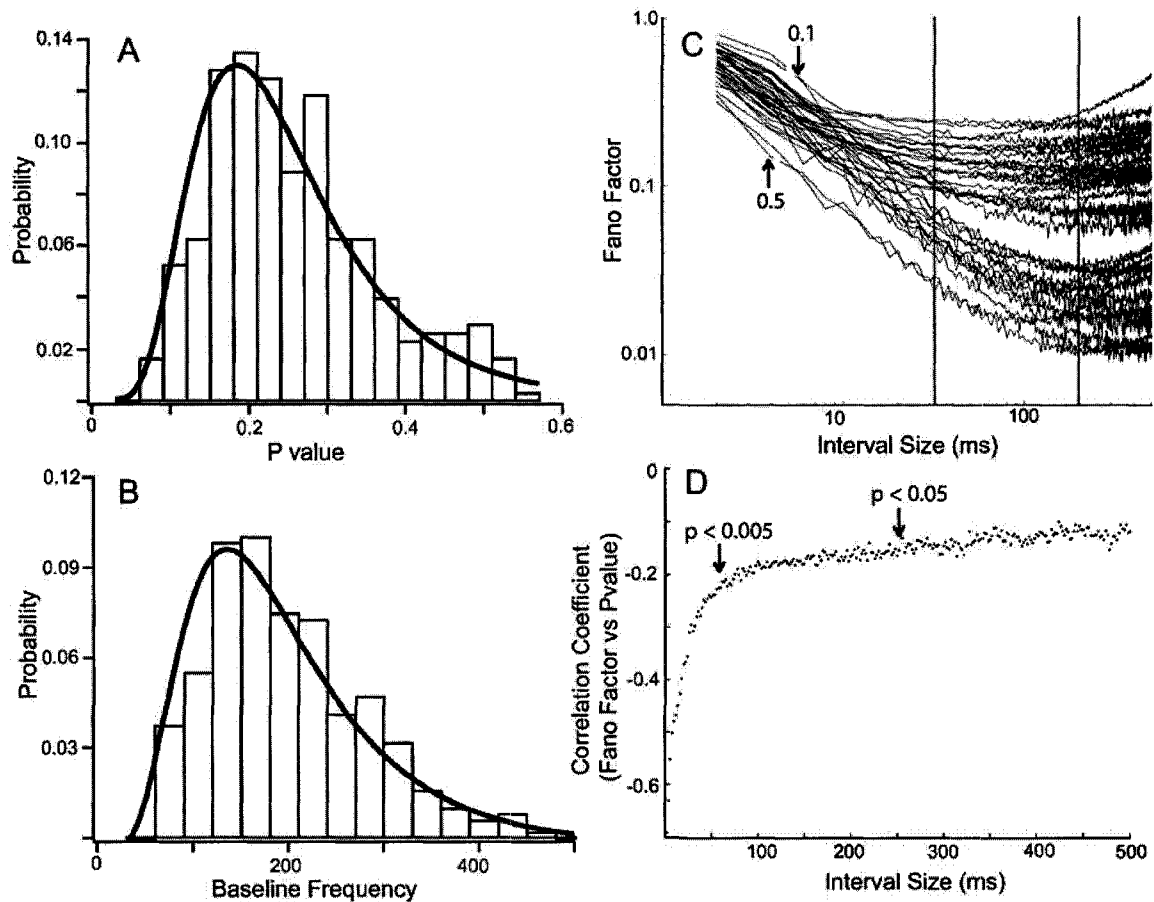 A
0.14
0.10
0.06
0.02
Probability
0
0.2
0.4
0.6
P value
B
0.12
0.09
0.06
0.03
Probability
0
200
400
Baseline Frequency
C
1.0
0.1
0.01
Fano Factor
0.1
0.5
10
100
Interval Size (ms)
D
0
-0.2
-0.4
-0.6
Correlation Coefficient
(Fano Factor vs Pvalue)
p < 0.005
p < 0.05
100
200
300
400
500
Interval Size (ms)